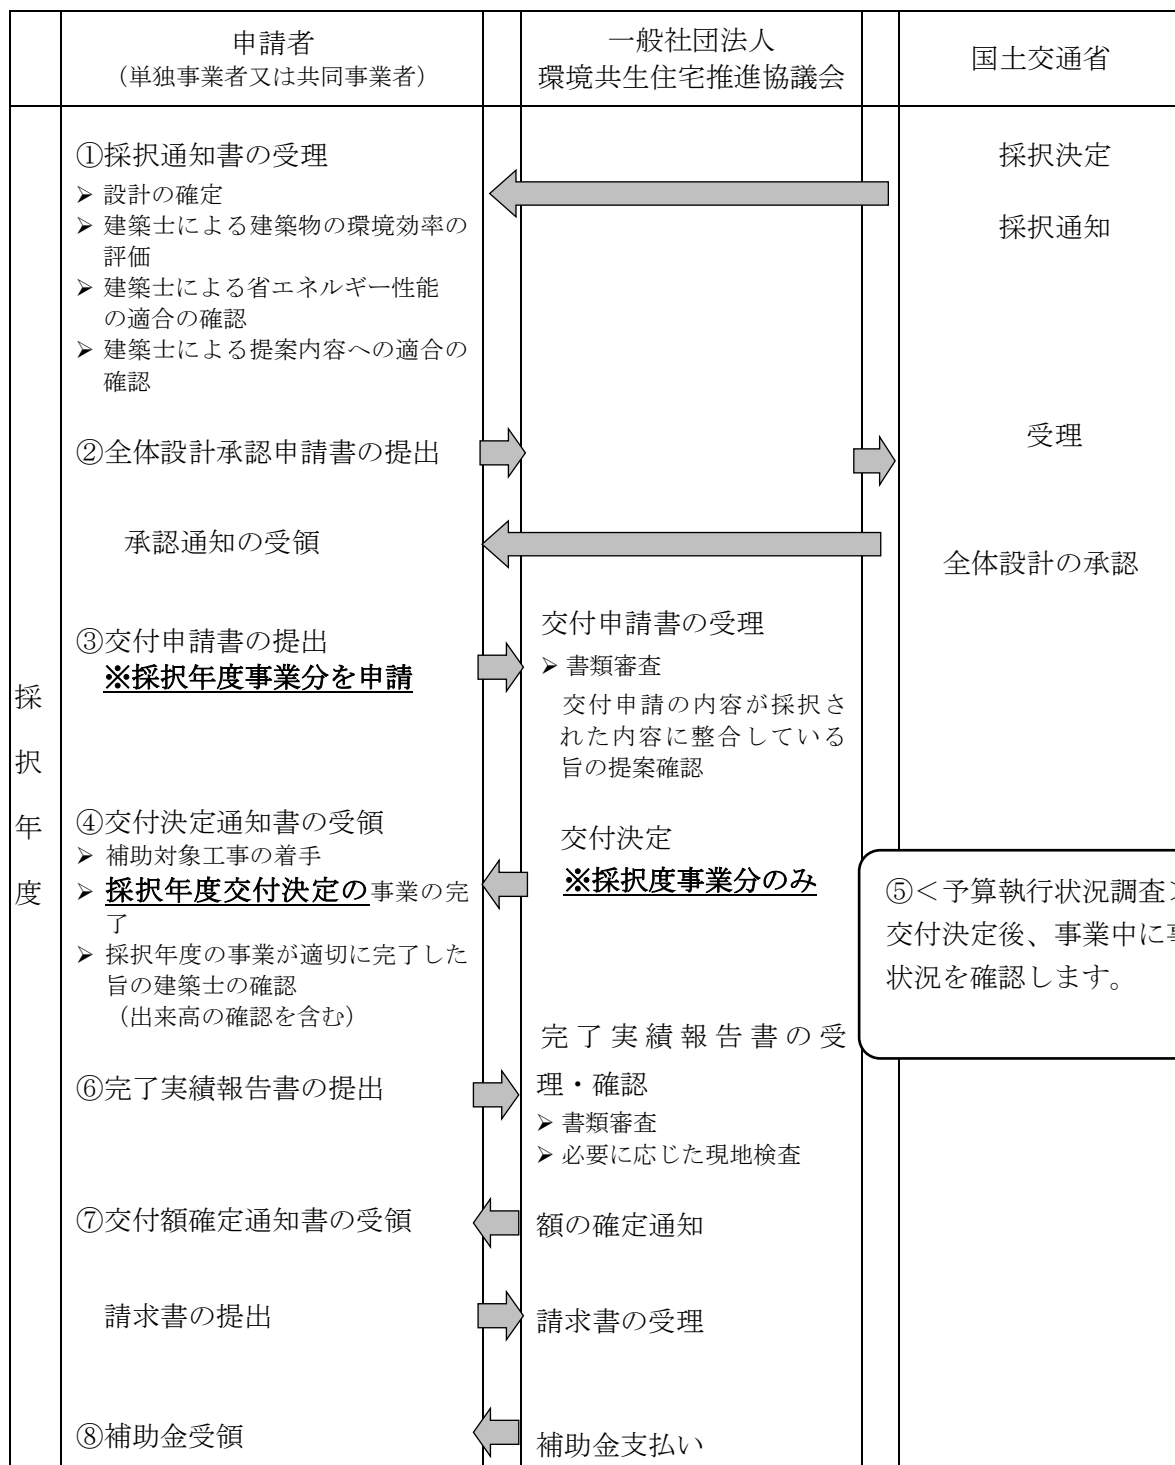 申請者
（単独事業者又は共同事業者）
一般社団法人
環境共生住宅推進協議会
国土交通省
採択年度
①採択通知書の受理
➢ 設計の確定
➢ 建築士による建築物の環境効率の
評価
➢ 建築士による省エネルギー性能
の適合の確認
➢ 建築士による提案内容への適合の
確認
採択決定
採択通知
②全体設計承認申請書の提出
受理
承認通知の受領
全体設計の承認
③交付申請書の提出
※採択年度事業分を申請
交付申請書の受理
➢ 書類審査
交付申請の内容が採択さ
れた内容に整合している
旨の提案確認
④交付決定通知書の受領
➢ 補助対象工事の着手
➢ 採択年度交付決定の事業の完
了
➢ 採択年度の事業が適切に完了した
旨の建築士の確認
（出来高の確認を含む）
交付決定
※採択度事業分のみ
⑤＜予算執行状況調査＞
交付決定後、事業中に事
状況を確認します。
⑥完了実績報告書の提出
完了実績報告書の受
理・確認
➢ 書類審査
➢ 必要に応じた現地検査
⑦交付額確定通知書の受領
額の確定通知
請求書の提出
請求書の受理
⑧補助金受領
補助金支払い